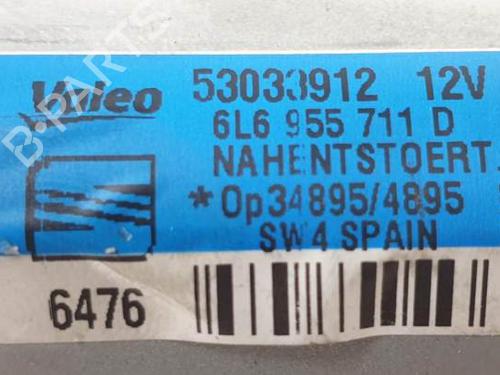 B-PARTS
Valeo 53033912 12V
6L6 955 711 D
NAHENTSTOERT.
*Op34895/4895
SW4 SPAIN
6476